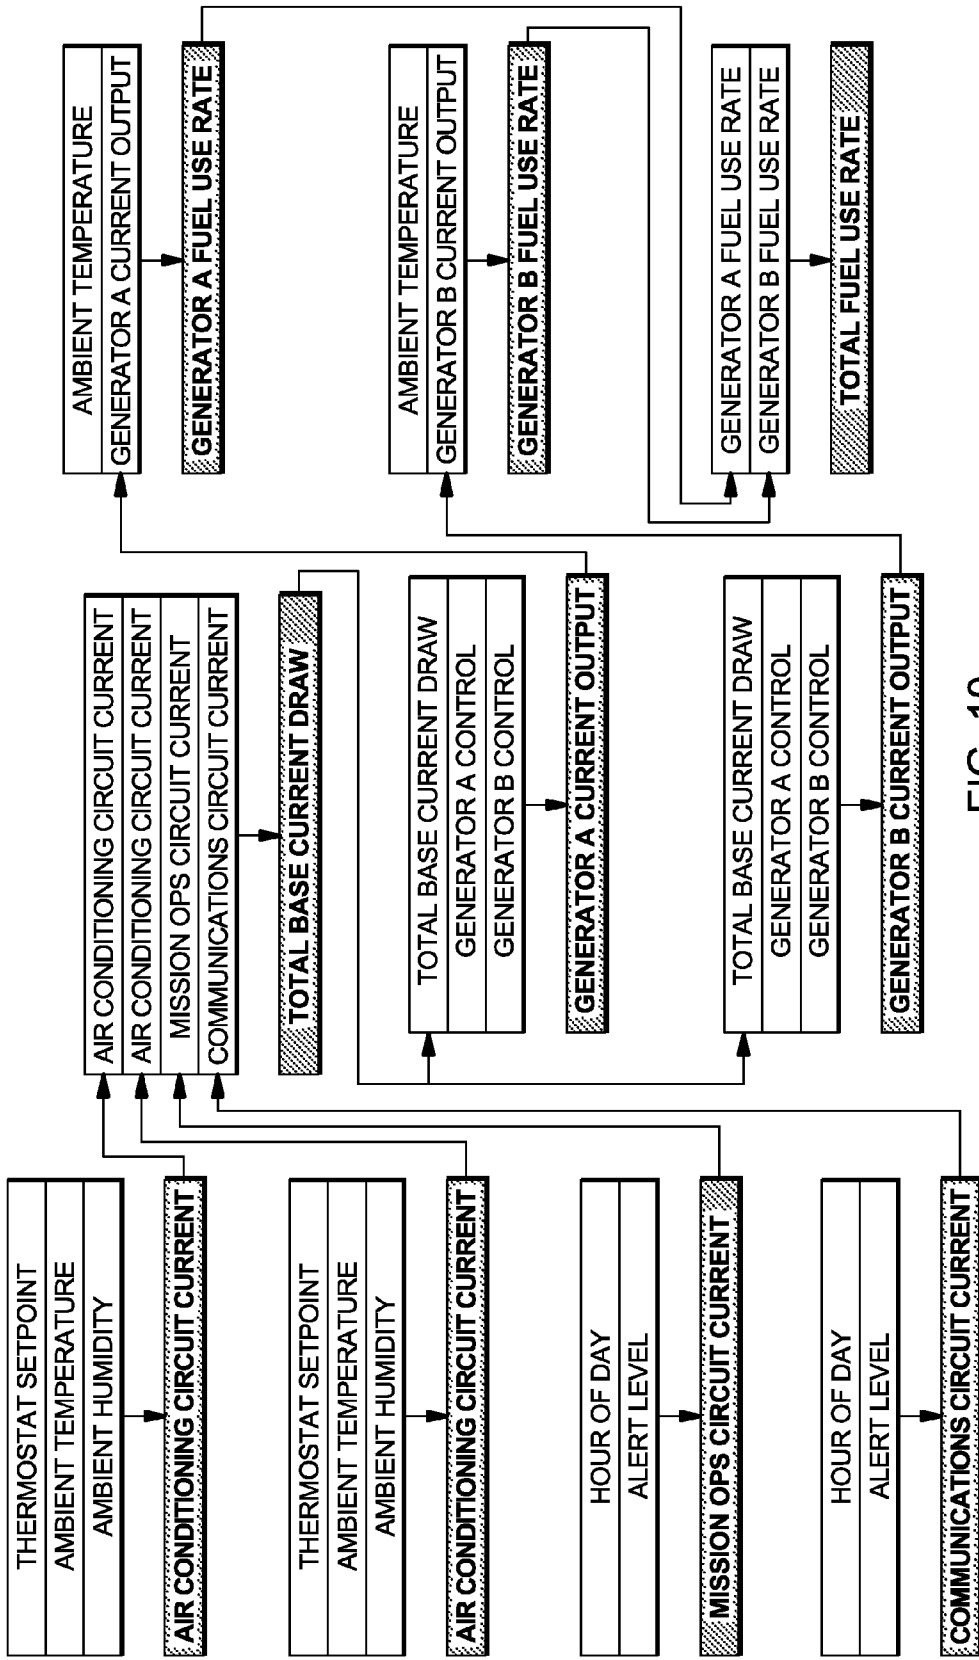 THERMOSTAT SETPOINT
AMBIENT TEMPERATURE
AMBIENT HUMIDITY
AIR CONDITIONING CIRCUIT CURRENT
THERMOSTAT SETPOINT
AMBIENT TEMPERATURE
AMBIENT HUMIDITY
AIR CONDITIONING CIRCUIT CURRENT
HOUR OF DAY
ALERT LEVEL
MISSION OPS CIRCUIT CURRENT
HOUR OF DAY
ALERT LEVEL
COMMUNICATIONS CIRCUIT CURRENT
AIR CONDITIONING CIRCUIT CURRENT
AIR CONDITIONING CIRCUIT CURRENT
MISSION OPS CIRCUIT CURRENT
COMMUNICATIONS CIRCUIT CURRENT
TOTAL BASE CURRENT DRAW
TOTAL BASE CURRENT DRAW
GENERATOR A CONTROL
GENERATOR B CONTROL
GENERATOR A CURRENT OUTPUT
TOTAL BASE CURRENT DRAW
GENERATOR A CONTROL
GENERATOR B CONTROL
GENERATOR B CURRENT OUTPUT
AMBIENT TEMPERATURE
GENERATOR A CURRENT OUTPUT
GENERATOR A FUEL USE RATE
AMBIENT TEMPERATURE
GENERATOR B CURRENT OUTPUT
GENERATOR B FUEL USE RATE
GENERATOR A FUEL USE RATE
GENERATOR B FUEL USE RATE
TOTAL FUEL USE RATE
FIG.